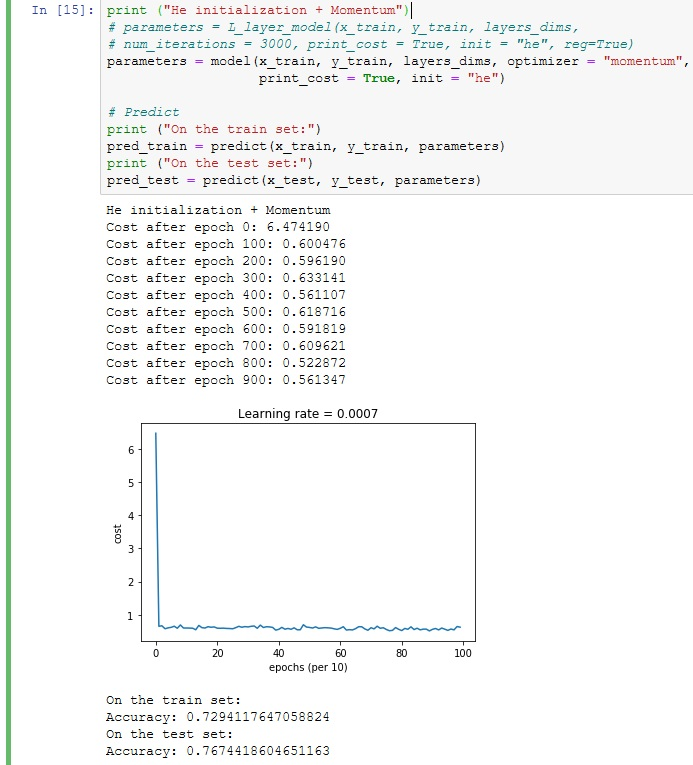 In [15]: print ("He initialization + Momentum")
# parameters = L_layer_model(x_train, y_train, layers_dims,
# num_iterations = 3000, print_cost = True, init = "he", reg=True)
parameters = model(x_train, y_train, layers_dims, optimizer = "momentum",
print_cost = True, init = "he")
# Predict
print ("On the train set:")
pred_train = predict(x_train, y_train, parameters)
print ("On the test set:")
pred_test = predict(x_test, y_test, parameters)
He initialization + Momentum
Cost after epoch 0: 6.474190
Cost after epoch 100: 0.600476
Cost after epoch 200: 0.596190
Cost after epoch 300: 0.633141
Cost after epoch 400: 0.561107
Cost after epoch 500: 0.618716
Cost after epoch 600: 0.591819
Cost after epoch 700: 0.609621
Cost after epoch 800: 0.522872
Cost after epoch 900: 0.561347
Learning rate = 0.0007
6
5
4
cost
3
2
1
0 20 40 60 80 100
epochs (per 10)
On the train set:
Accuracy: 0.7294117647058824
On the test set:
Accuracy: 0.7674418604651163